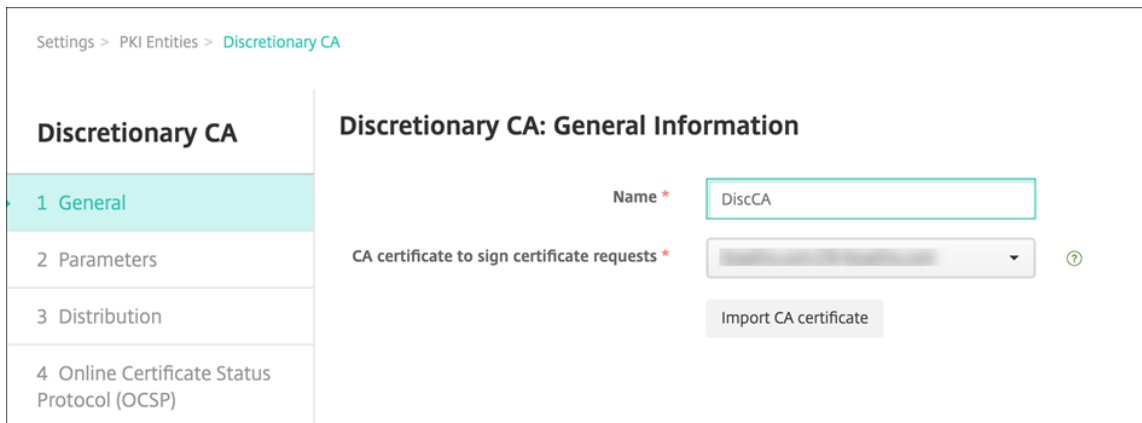 Settings > PKI Entities > Discretionary CA
Discretionary CA
1 General
2 Parameters
3 Distribution
4 Online Certificate Status
Protocol (OCSP)
Discretionary CA: General Information
Name *
DiscCA
CA certificate to sign certificate requests *
?
Import CA certificate